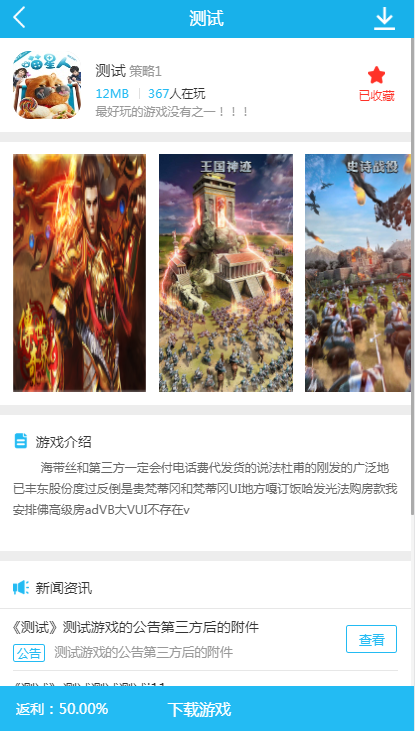 测试
喵星人
测试 策略1
12MB | 367人在玩
最好玩的游戏没有之一！！！
已收藏
王国神迹
史诗战役
游戏介绍
海带丝和第三方一定会付电话费代发货的说法杜甫的刚发的广泛地
已丰东股份度过反倒是贵梵蒂冈和梵蒂冈UI地方嘎订饭哈发光法购房款我
安排佛高级房adVB大VUI不存在v
新闻资讯
《测试》测试游戏的公告第三方后的附件
公告 测试游戏的公告第三方后的附件
查看
返利：50.00%
下载游戏